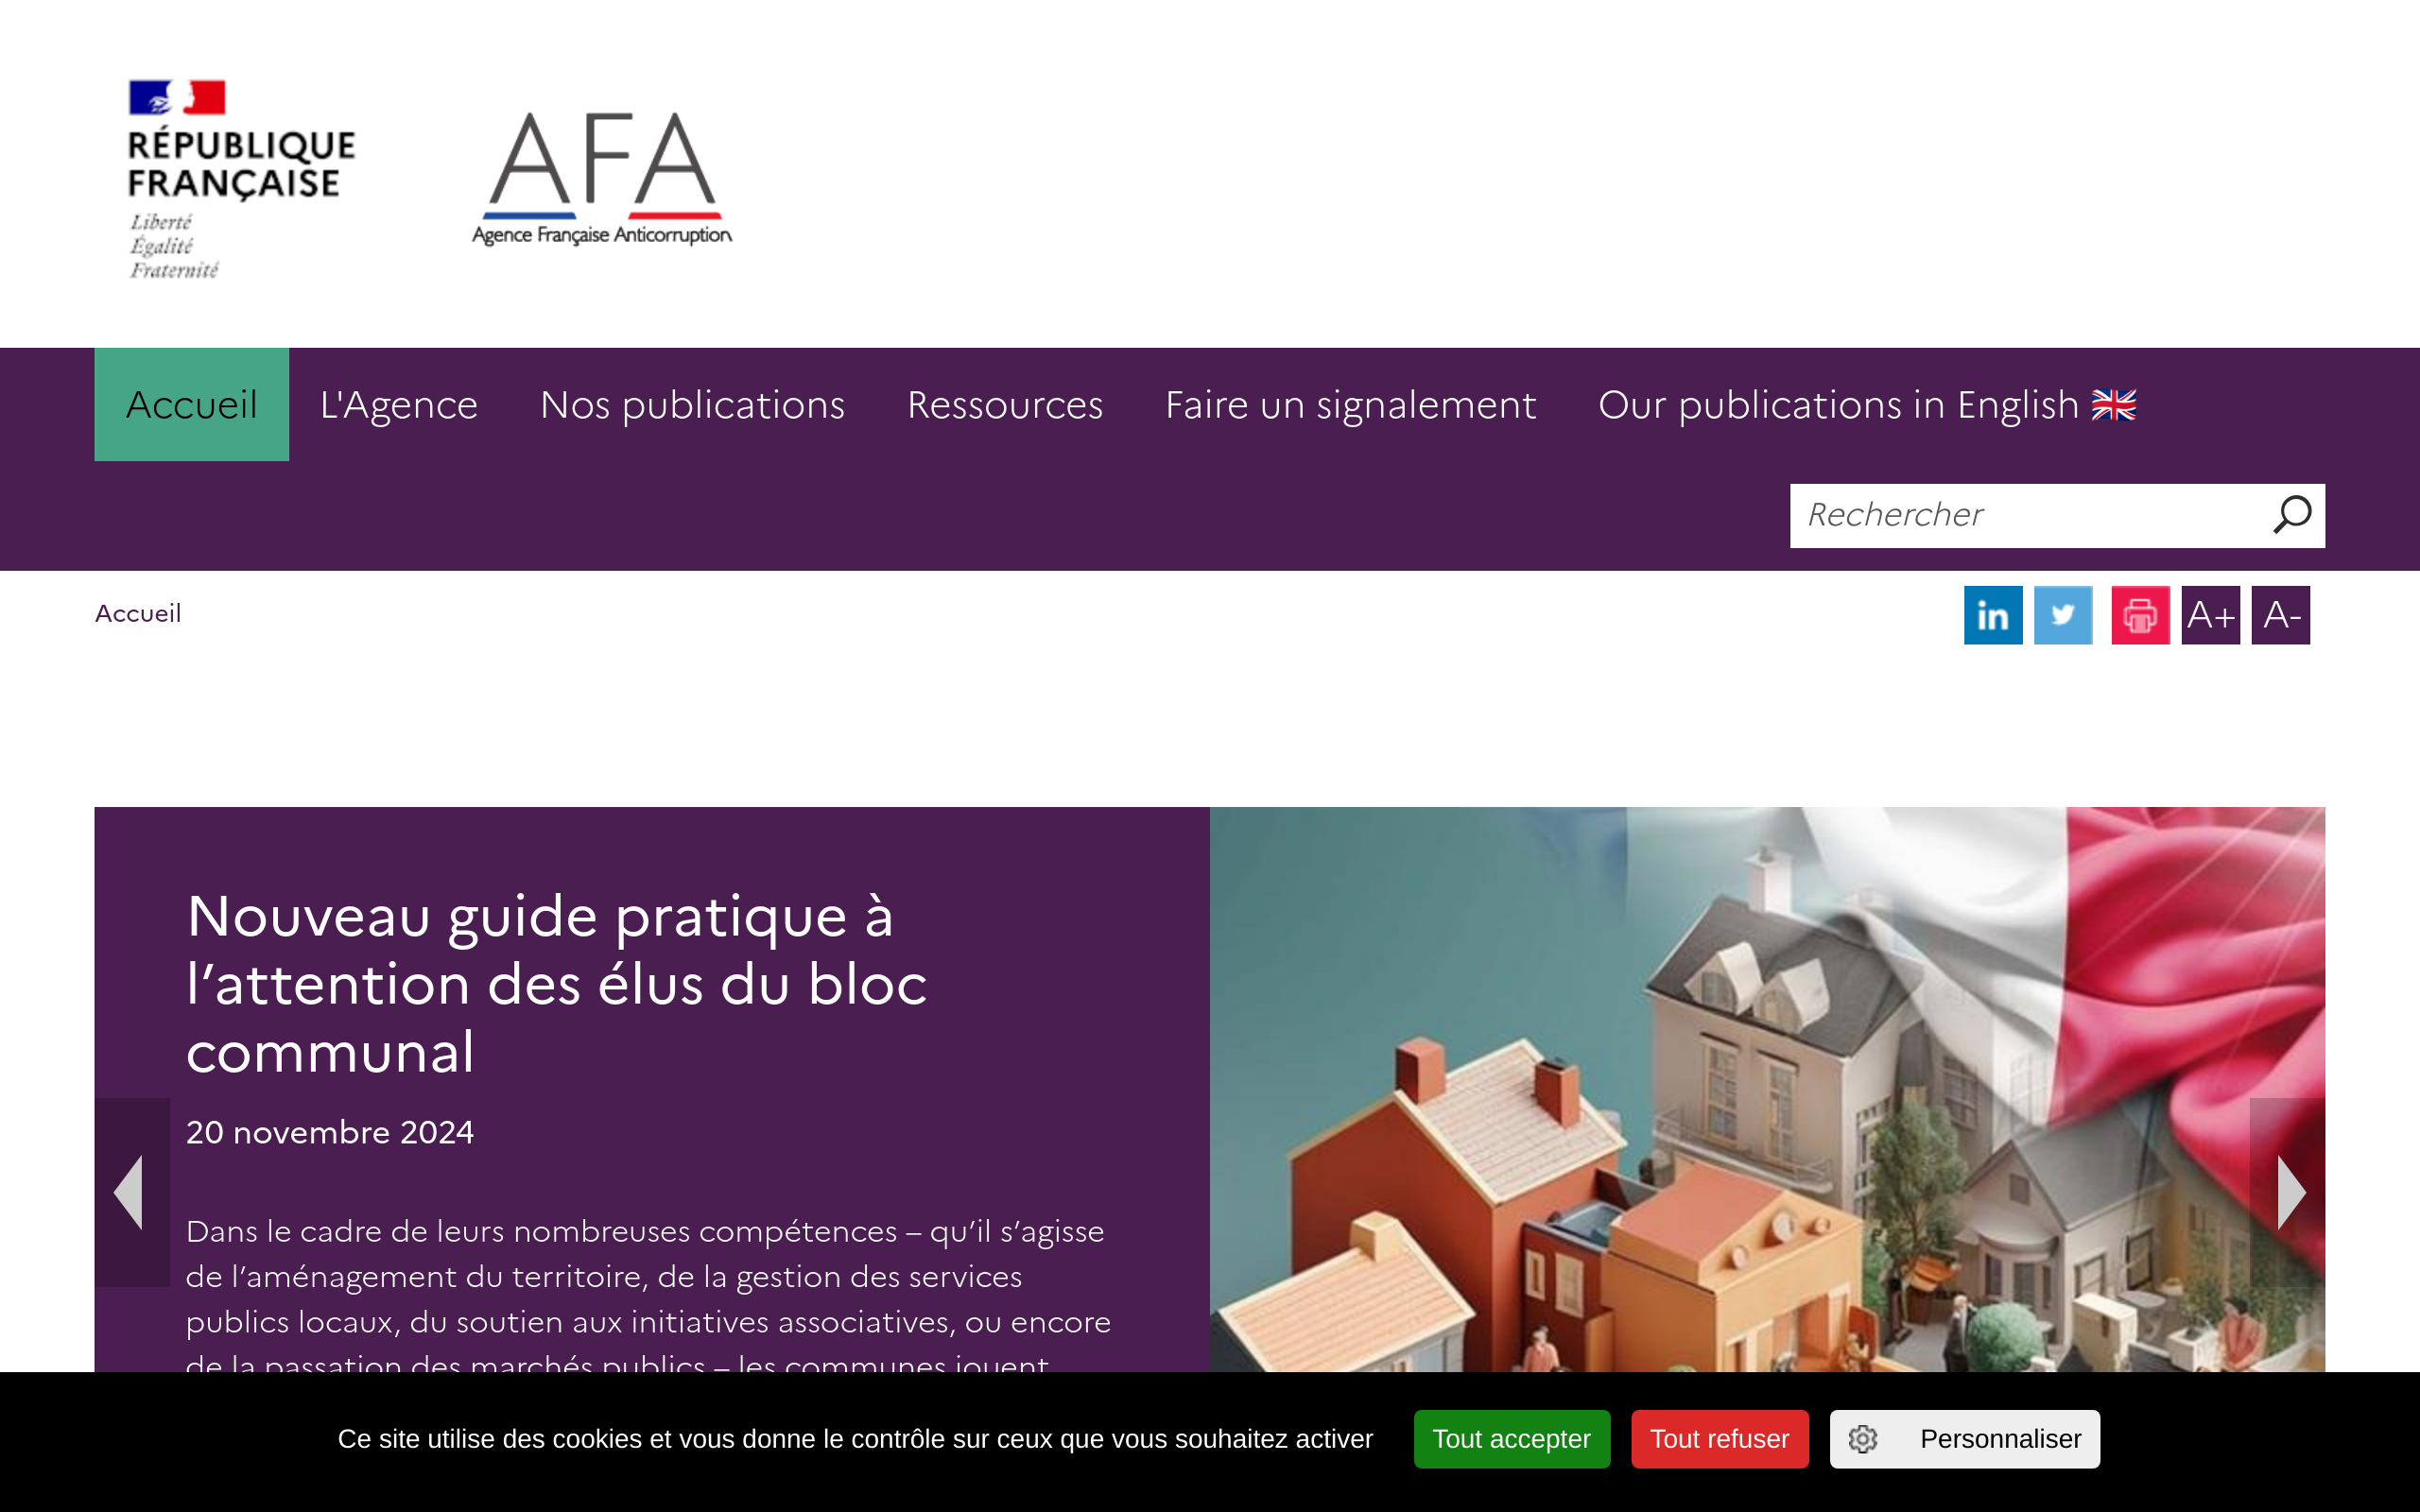 RÉPUBLIQUE
FRANÇAISE
Liberté
Égalité
Fraternité
AFA
Agence Française Anticorruption
Accueil L'Agence Nos publications Ressources Faire un signalement Our publications in English
Rechercher
Accueil
in A+ A-
Nouveau guide pratique à
l’attention des élus du bloc
communal
20 novembre 2024
Dans le cadre de leurs nombreuses compétences – qu’il s’agisse
de l’aménagement du territoire, de la gestion des services
publics locaux, du soutien aux initiatives associatives, ou encore
de la passation des marchés publics – les communes jouent
Ce site utilise des cookies et vous donne le contrôle sur ceux que vous souhaitez activer Tout accepter Tout refuser Personnaliser